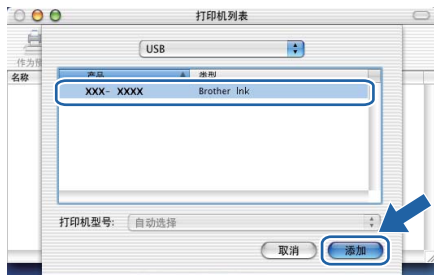 打印机列表
USB
作为
名称
产品 类型
XXX- XXXX Brother Ink
打印机型号: 自动选择
取消 添加